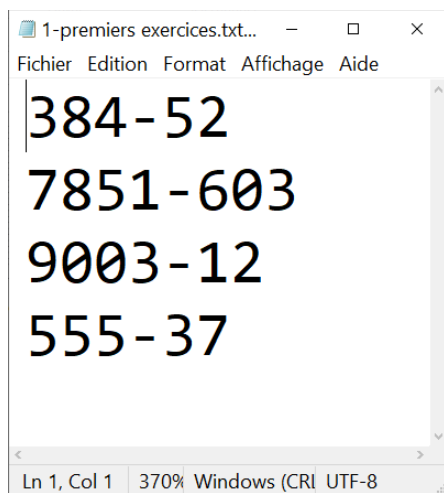 1-premiers exercices.txt...
Fichier Edition Format Affichage Aide
384-52
7851-603
9003-12
555-37
Ln 1, Col 1 370% Windows (CRL UTF-8